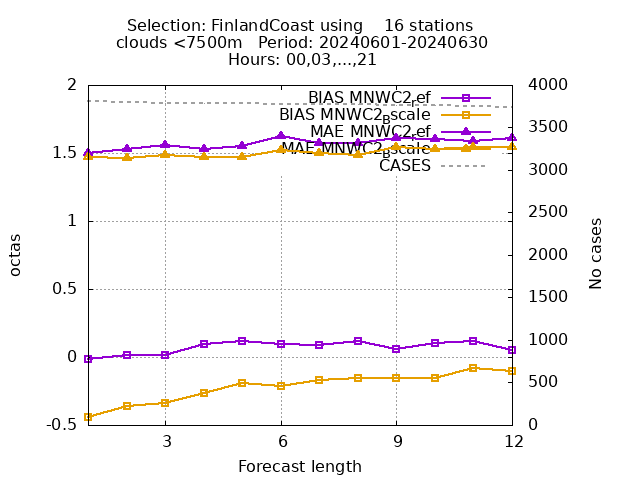 Selection: FinlandCoast using    16 stations
clouds <7500m   Period: 20240601-20240630
Hours: 00,03,...,21
2
1.5
1
0.5
0
-0.5
4000
3500
3000
2500
2000
1500
1000
500
0
BIAS MNWC2_ref
BIAS MNWC2_Bscale
MAE MNWC2_ref
MAE MNWC2_Bscale
CASES
octas
No cases
3
6
9
12
Forecast length